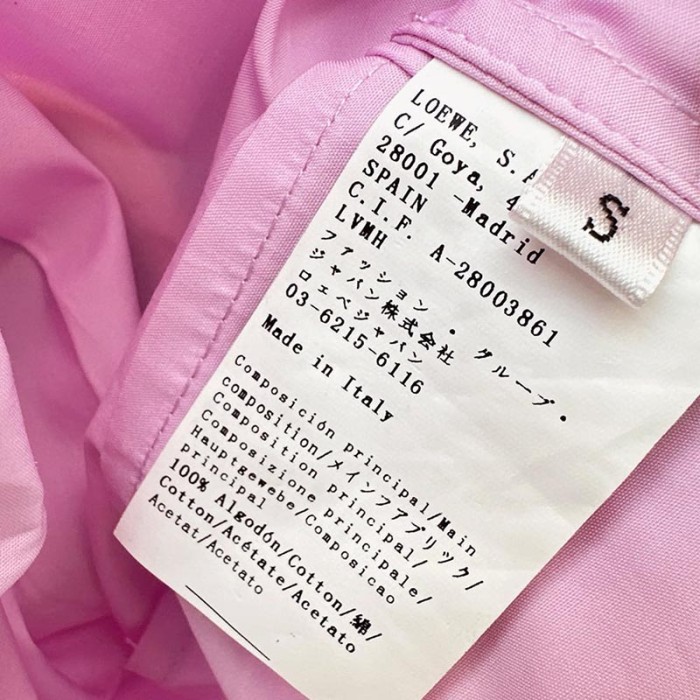 LOEWE, S.A
C/ Goya, 4
28001 -Madrid
SPAIN
C.I.F. A-28003861
LVMH
ファッション・グループ・
ジャパン株式会社
ロエベジャパン
03-6215-6116
Made in Italy
Composición principal/Main
composition/メインファブリック/
Composition principal/
Composizione principale/
Hauptgewebe/Composicao
principal
100% Algodón/Cotton/綿/
Cotton/Acétate/Acetato
Acetat/Acetato
S